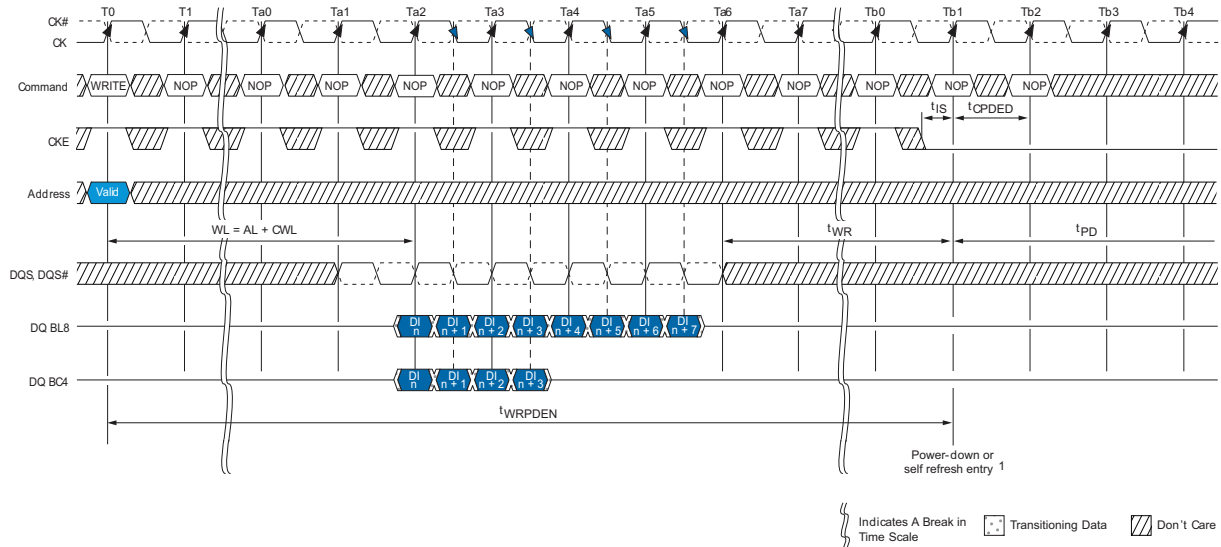 T0 T1 Ta0 Ta1 Ta2 Ta3 Ta4 Ta5 Ta6 Ta7 Tb0 Tb1 Tb2 Tb3 Tb4
CK#
CK
Command WRITE NOP NOP NOP NOP NOP NOP NOP NOP NOP NOP NOP NOP
tIS tCPDED
CKE
Address Valid
WL = AL + CWL tWR tPD
DQS, DQS#
DQ BL8 DI n DI n + 1 DI n + 2 DI n + 3 DI n + 4 DI n + 5 DI n + 6 DI n + 7
DQ BC4 DI n DI n + 1 DI n + 2 DI n + 3
tWRPDEN
Power-down or
self refresh entry 1
Indicates A Break in
Time Scale
Transitioning Data
Don't Care